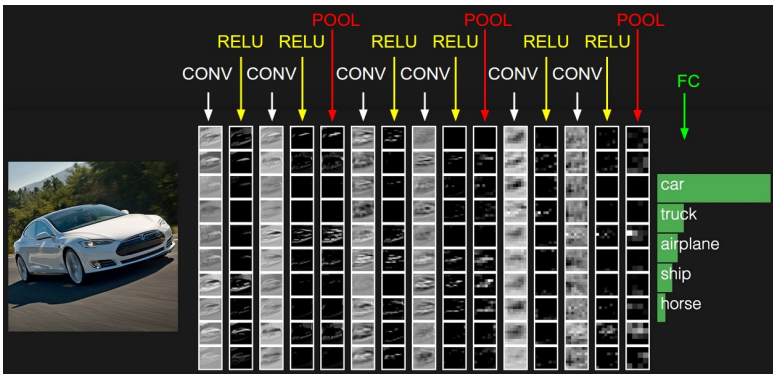 POOL POOL
RELU RELU RELU RELU RELU RELU
CONV CONV CONV CONV CONV CONV
FC
car
truck
airplane
ship
horse